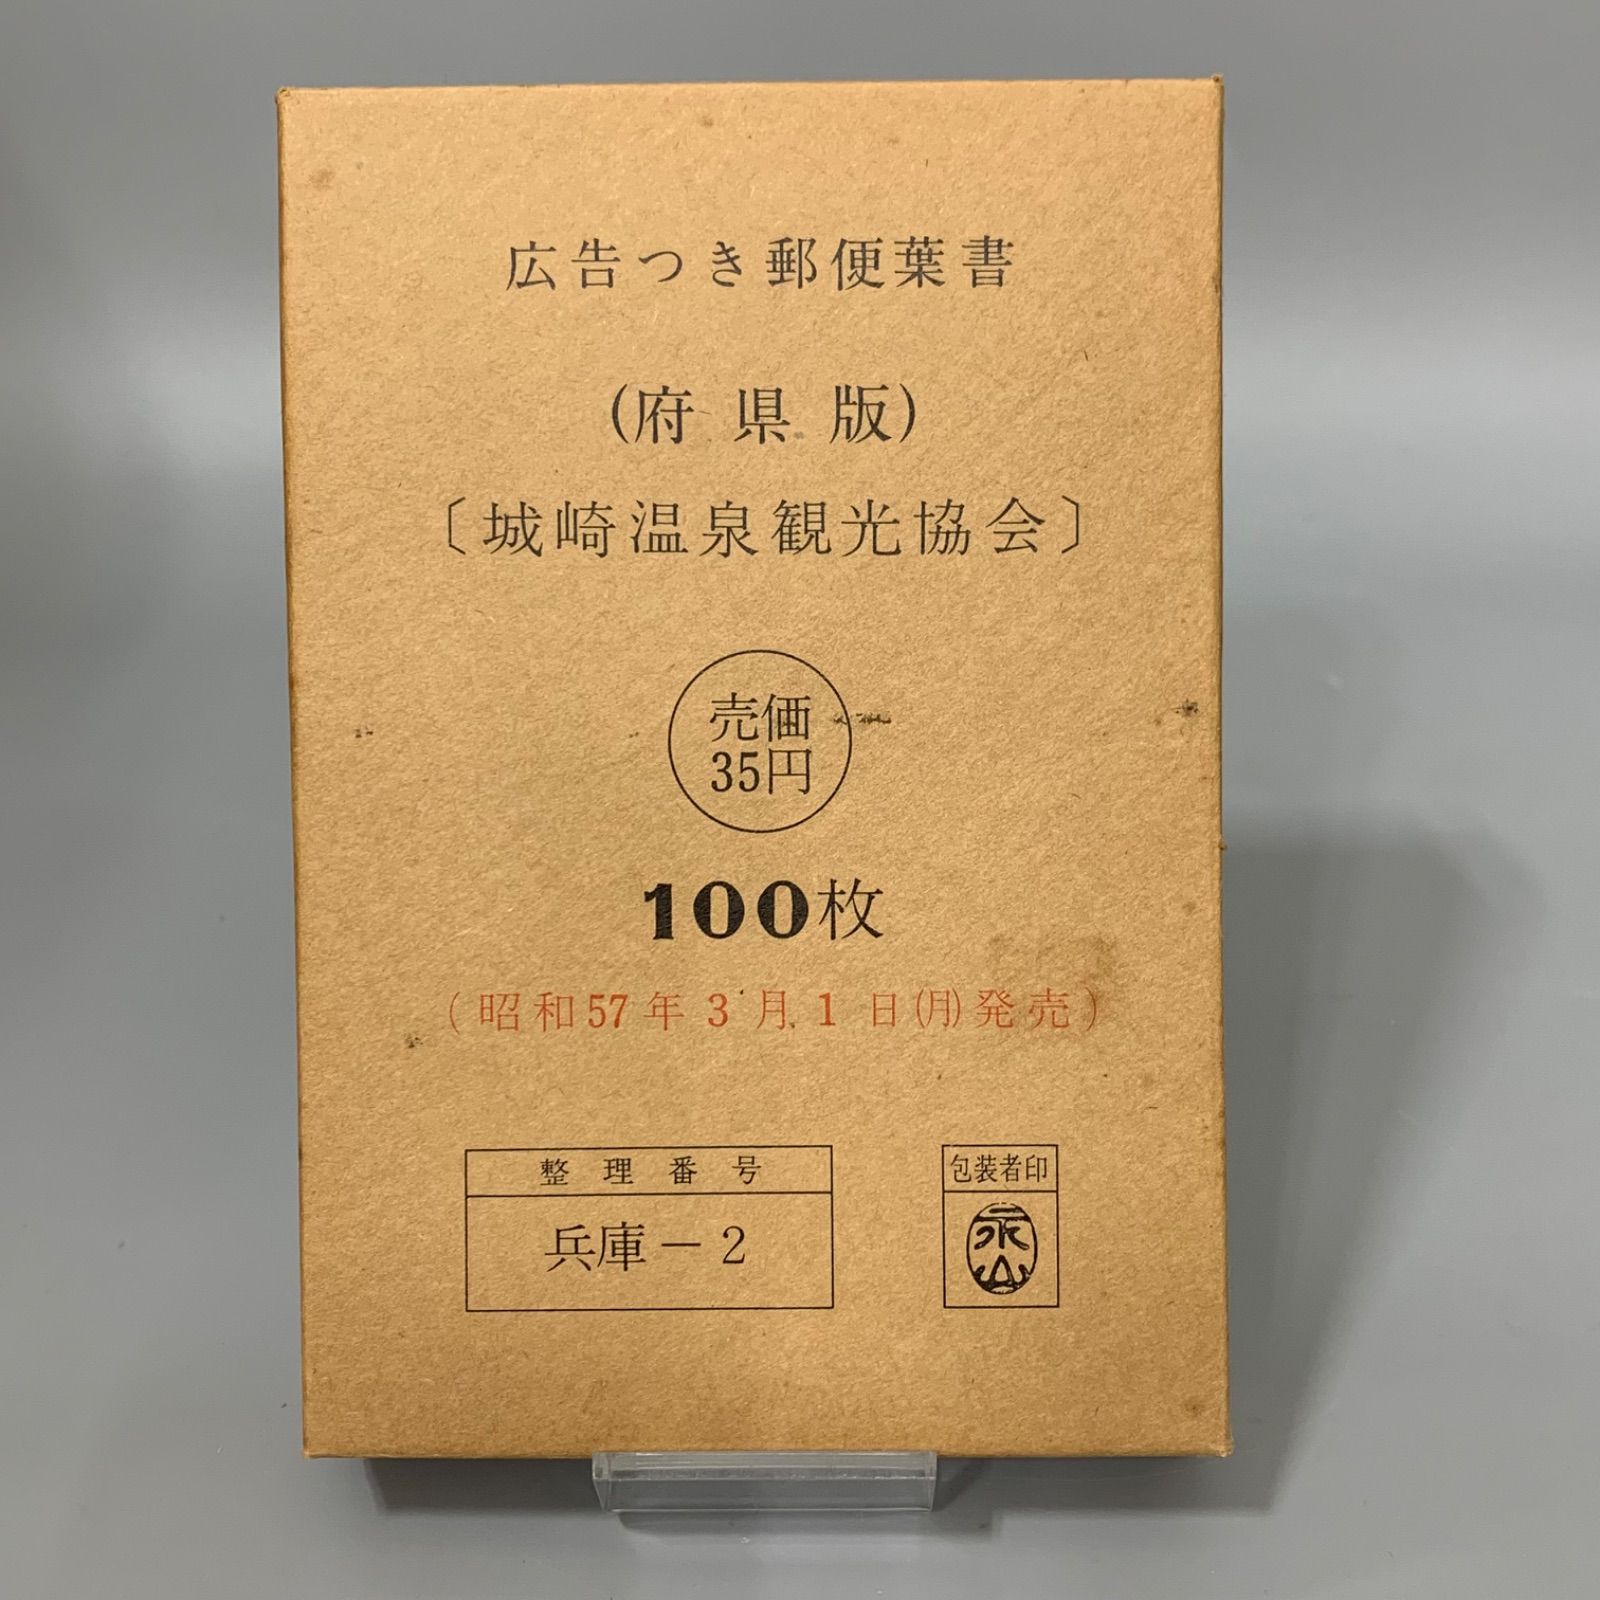 広告つき郵便葉書
(府県版)
〔城崎温泉観光協会〕
売価
35円
100枚
(昭和57年3月1日(月)発売)
整理番号
兵庫－2
包装者印
永山